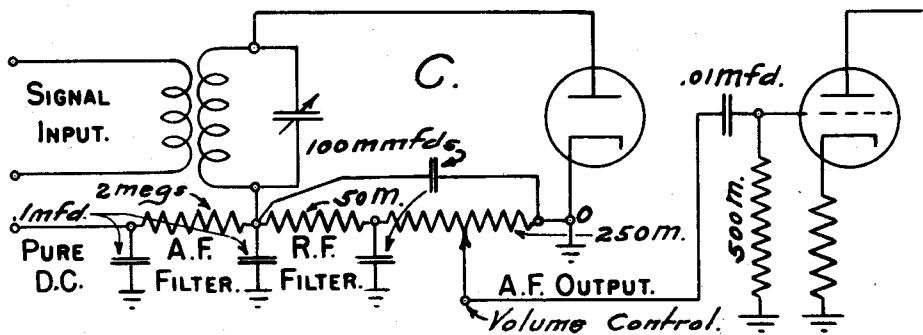 C.
SIGNAL
INPUT.
.01mfd.
100mmfds
2megs
50M.
.1mfd.
O
250M.
500M.
PURE
D.C.
A.F.
FILTER.
R.F.
FILTER.
A.F. OUTPUT.
Volume Control.